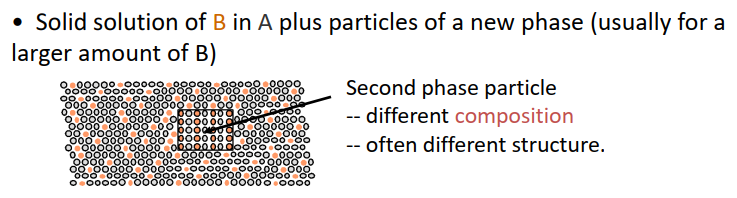 • Solid solution of B in A plus particles of a new phase (usually for a
larger amount of B)
Second phase particle
-- different composition
-- often different structure.